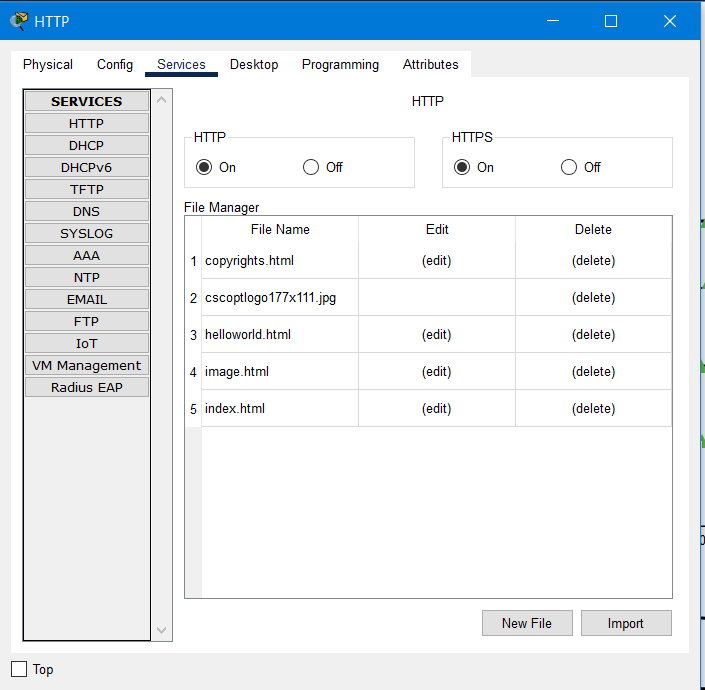 HTTP
Physical Config Services Desktop Programming Attributes
SERVICES
HTTP
DHCP
DHCPv6
TFTP
DNS
SYSLOG
AAA
NTP
EMAIL
FTP
IoT
VM Management
Radius EAP
HTTP
HTTP
On Off
HTTPS
On Off
File Manager
File Name Edit Delete
1 copyrights.html (edit) (delete)
2 cscoptlogo177x111.jpg (delete)
3 helloworld.html (edit) (delete)
4 image.html (edit) (delete)
5 index.html (edit) (delete)
New File Import
Top